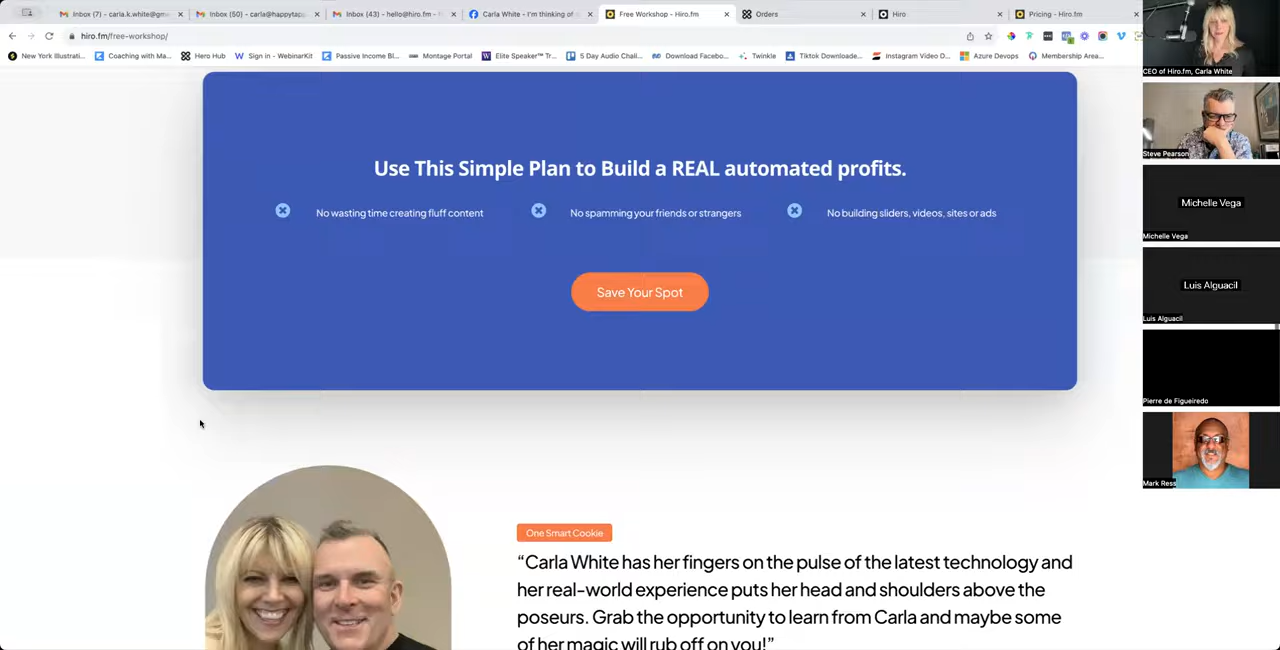 Inbox (7) - carla.k.white@gm
Inbox (50) - carla@happytap
Inbox (43) - hello@hiro.fm -
Carla White - I'm thinking of
Free Workshop - Hiro.fm
Orders
Hiro
Pricing - Hiro.fm
hiro.fm/free-workshop/
New York Illustrati...
Coaching with Ma...
Hero Hub
Sign in - WebinarKit
Passive Income Bl...
Montage Portal
Elite Speaker™ Tr...
5 Day Audio Chall...
Download Facebo...
Twinkle
Tiktok Downloade...
Instagram Video D...
Azure Devops
Membership Area...
CEO of Hiro.fm, Carla White
Steve Pearson
Michelle Vega
Michelle Vega
Luis Alguacil
Luis Alguacil
Pierre de Figueiredo
Mark Ress
Use This Simple Plan to Build a REAL automated profits.
No wasting time creating fluff content
No spamming your friends or strangers
No building sliders, videos, sites or ads
Save Your Spot
One Smart Cookie
“Carla White has her fingers on the pulse of the latest technology and
her real-world experience puts her head and shoulders above the
poseurs. Grab the opportunity to learn from Carla and maybe some
of her magic will rub off on you!”